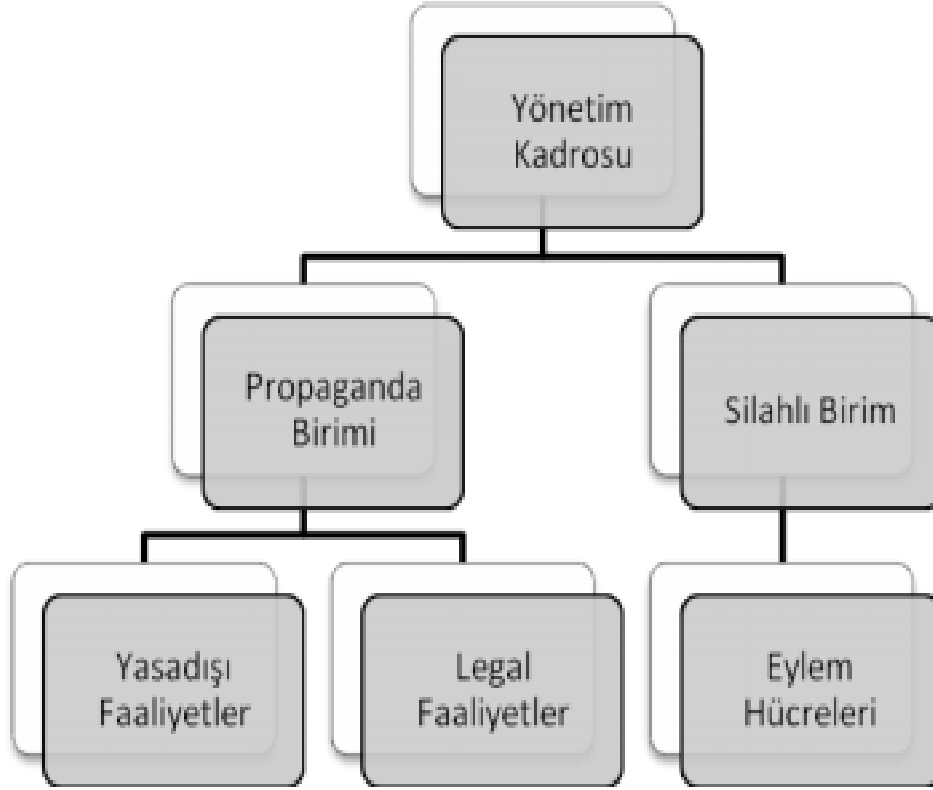 Yönetim
Kadrosu
Propaganda
Birimi
Silahlı Birim
Yasadışı
Faaliyetler
Legal
Faaliyetler
Eylem
Hücreleri